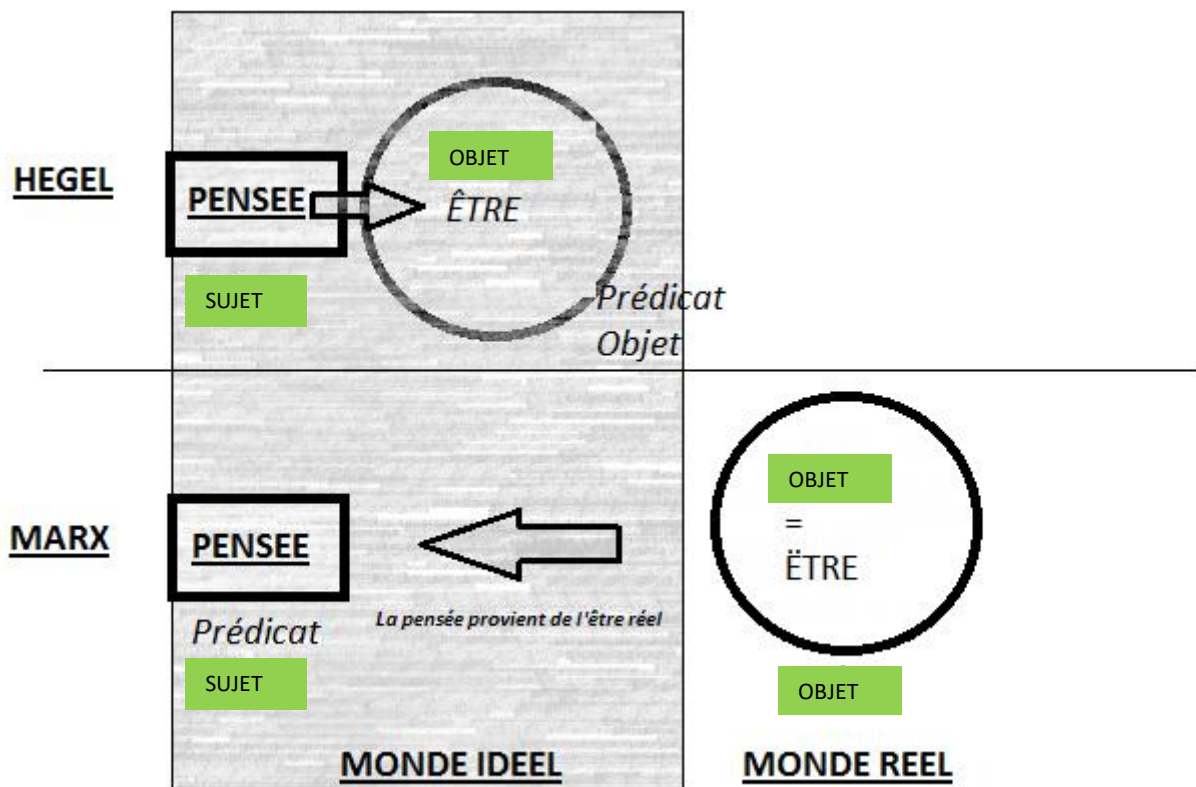 HEGEL
PENSEE
OBJET
ÊTRE
SUJET
Prédicat
Objet
MARX
PENSEE
OBJET
=
ËTRE
La pensée provient de l'être réel
Prédicat
SUJET
OBJET
MONDE IDEEL
MONDE REEL